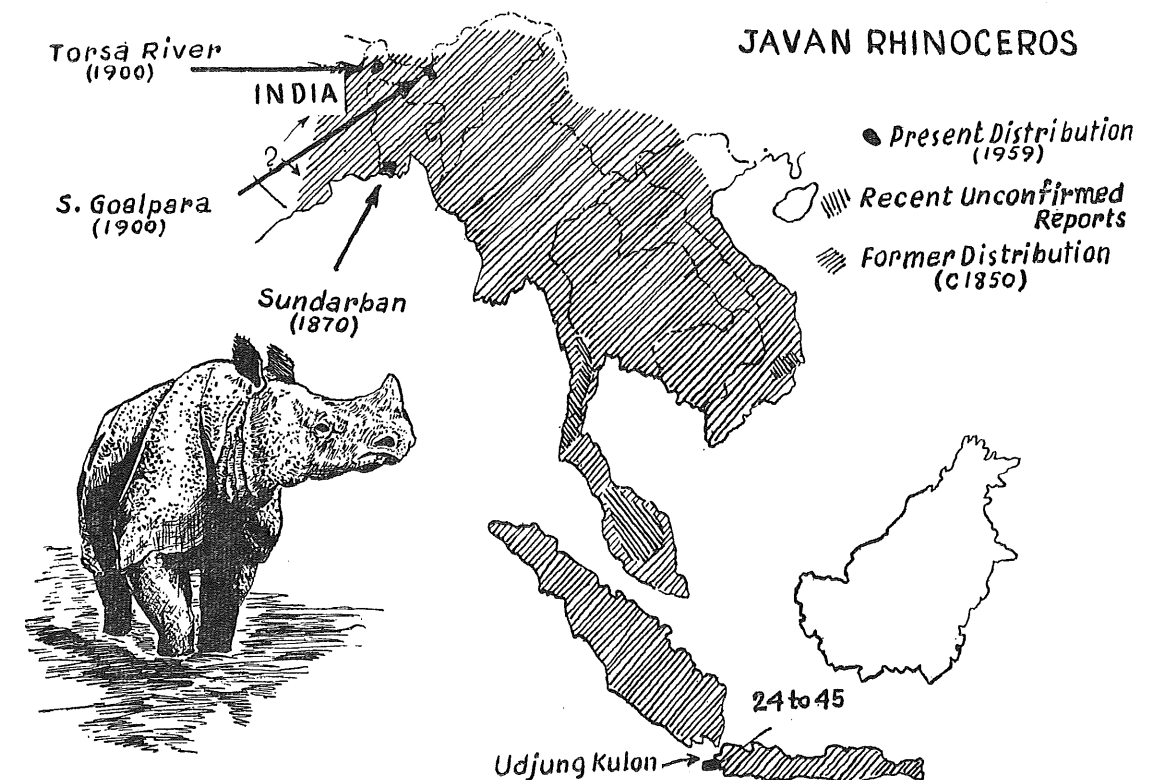 JAVAN RHINOCEROS
Torsa River
(1900)
INDIA
?
S. Goalpara
(1900)
Sundarban
(1870)
Present Distribution
(1959)
Recent Unconfirmed
Reports
Former Distribution
(C1850)
24 to 45
Udjung Kulon